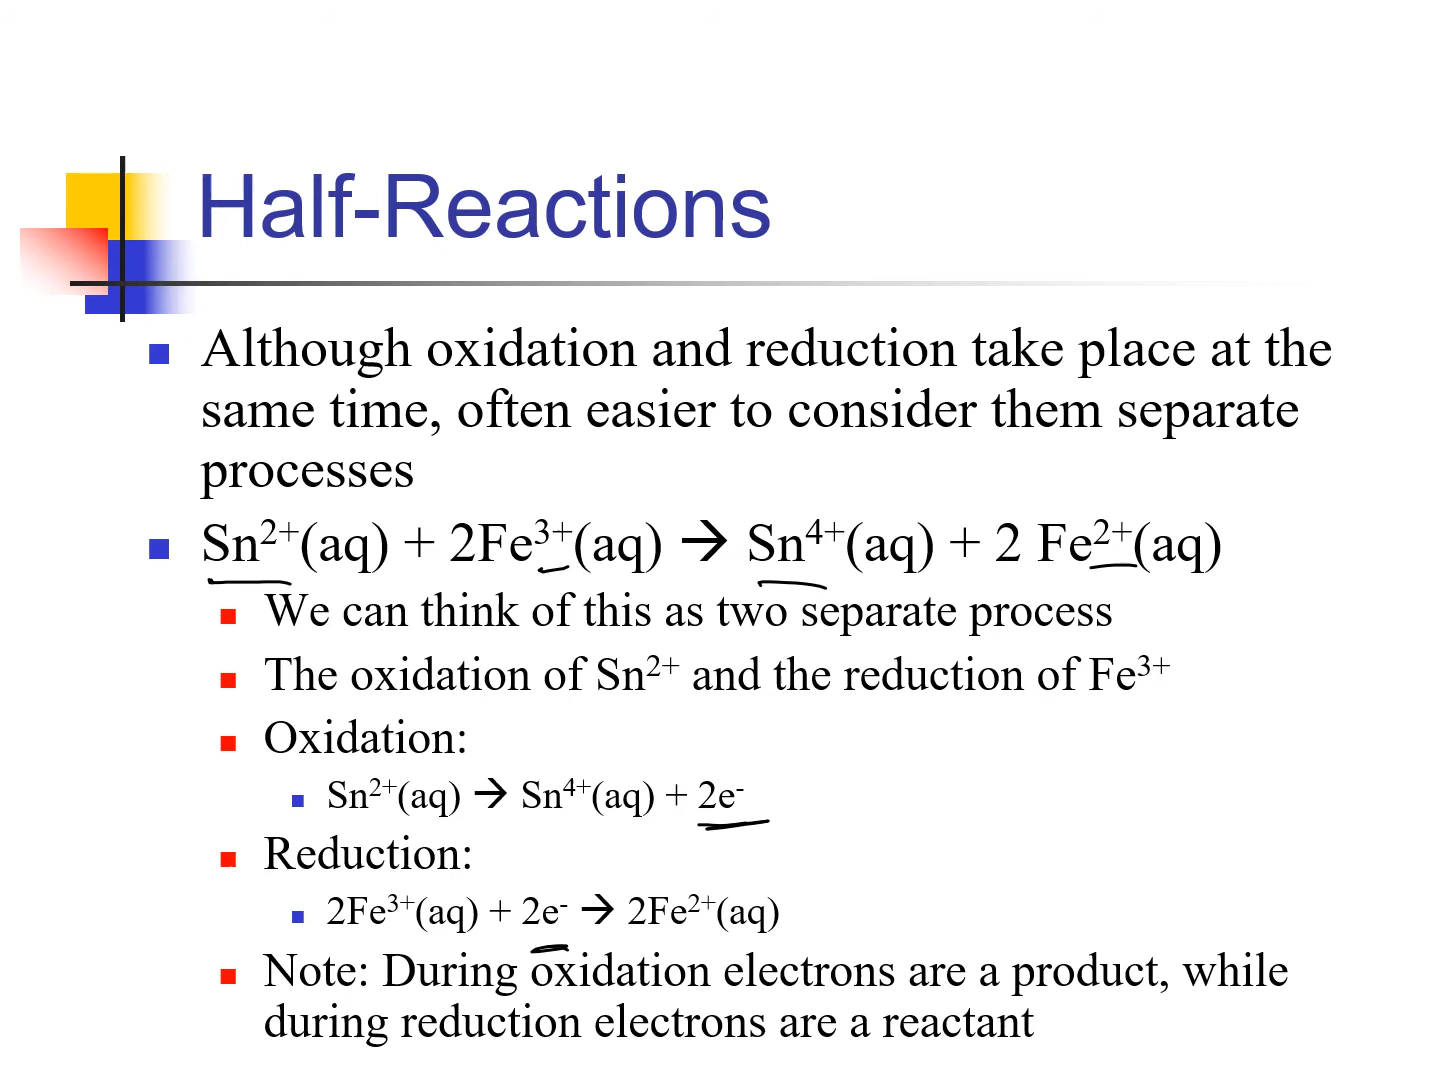 Half-Reactions
Although oxidation and reduction take place at the
same time, often easier to consider them separate
processes
Sn²⁺(aq) + 2Fe³⁺(aq) → Sn⁴⁺(aq) + 2 Fe²⁺(aq)
We can think of this as two separate process
The oxidation of Sn²⁺ and the reduction of Fe³⁺
Oxidation:
Sn²⁺(aq) → Sn⁴⁺(aq) + 2e⁻
Reduction:
2Fe³⁺(aq) + 2e⁻ → 2Fe²⁺(aq)
Note: During oxidation electrons are a product, while
during reduction electrons are a reactant